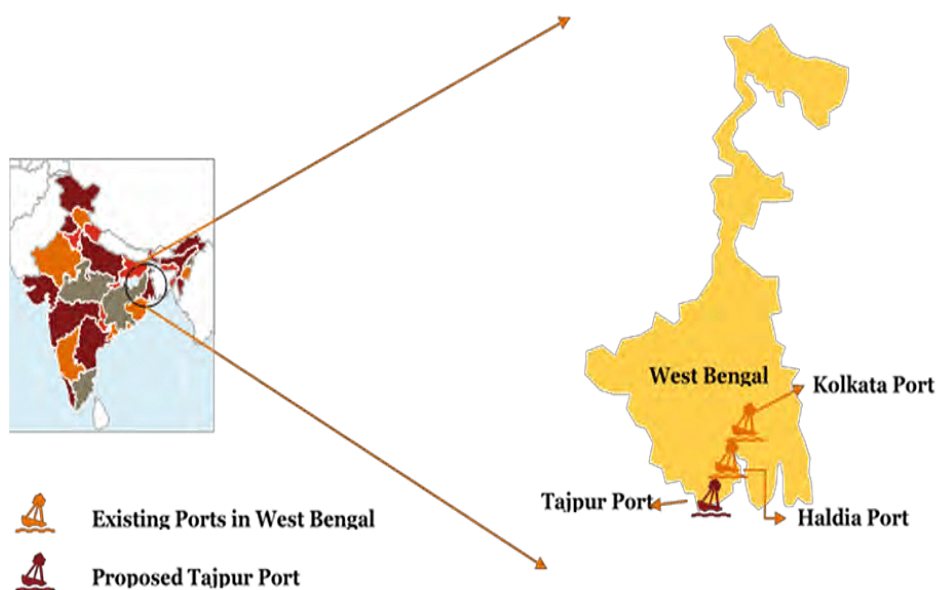 West Bengal
Kolkata Port
Tajpur Port
Haldia Port
Existing Ports in West Bengal
Proposed Tajpur Port